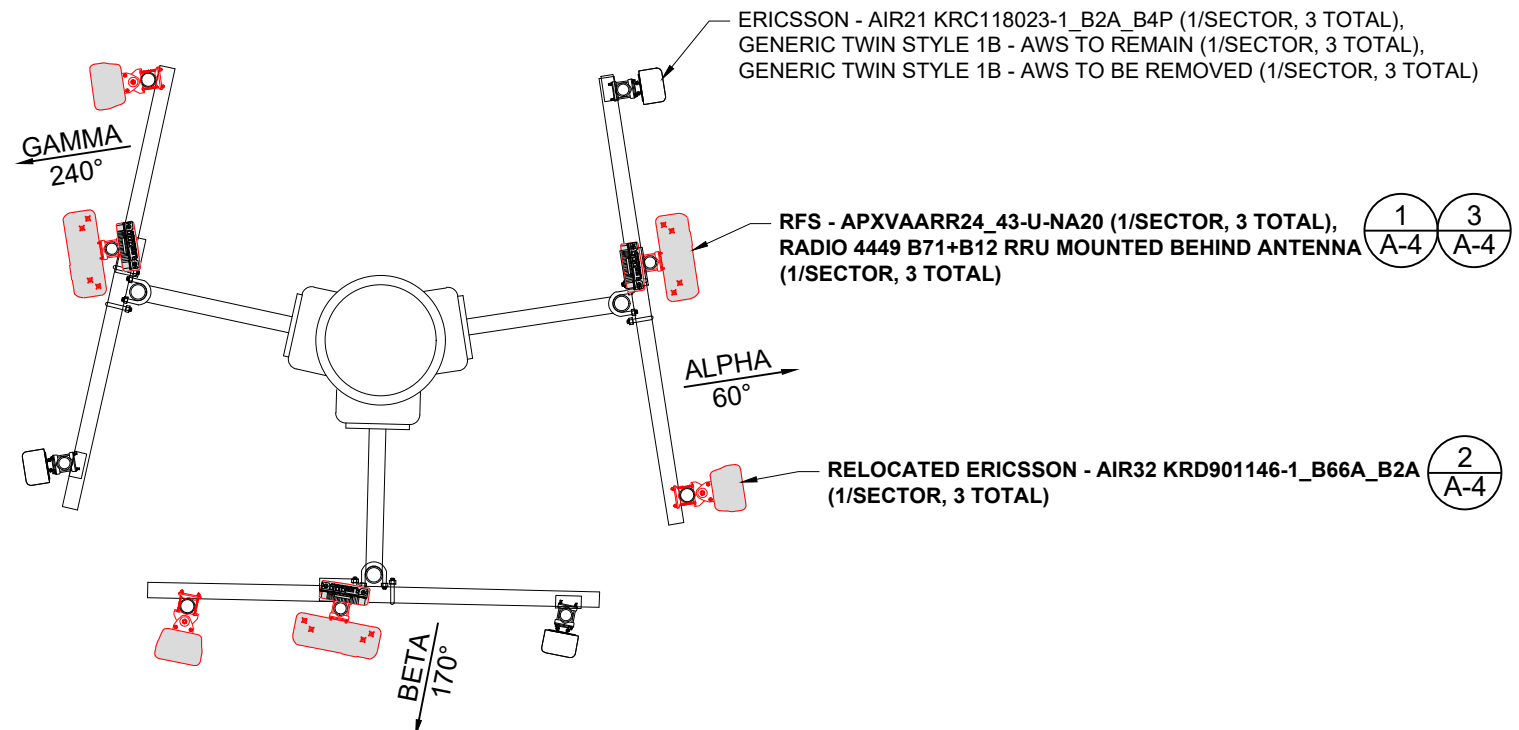 ERICSSON - AIR21 KRC118023-1_B2A_B4P (1/SECTOR, 3 TOTAL),
GENERIC TWIN STYLE 1B - AWS TO REMAIN (1/SECTOR, 3 TOTAL),
GENERIC TWIN STYLE 1B - AWS TO BE REMOVED (1/SECTOR, 3 TOTAL)
GAMMA
240°
RFS - APXVAARR24_43-U-NA20 (1/SECTOR, 3 TOTAL),
RADIO 4449 B71+B12 RRU MOUNTED BEHIND ANTENNA
(1/SECTOR, 3 TOTAL)
1
A-4
3
A-4
ALPHA
60°
RELOCATED ERICSSON - AIR32 KRD901146-1_B66A_B2A
(1/SECTOR, 3 TOTAL)
2
A-4
BETA
170°